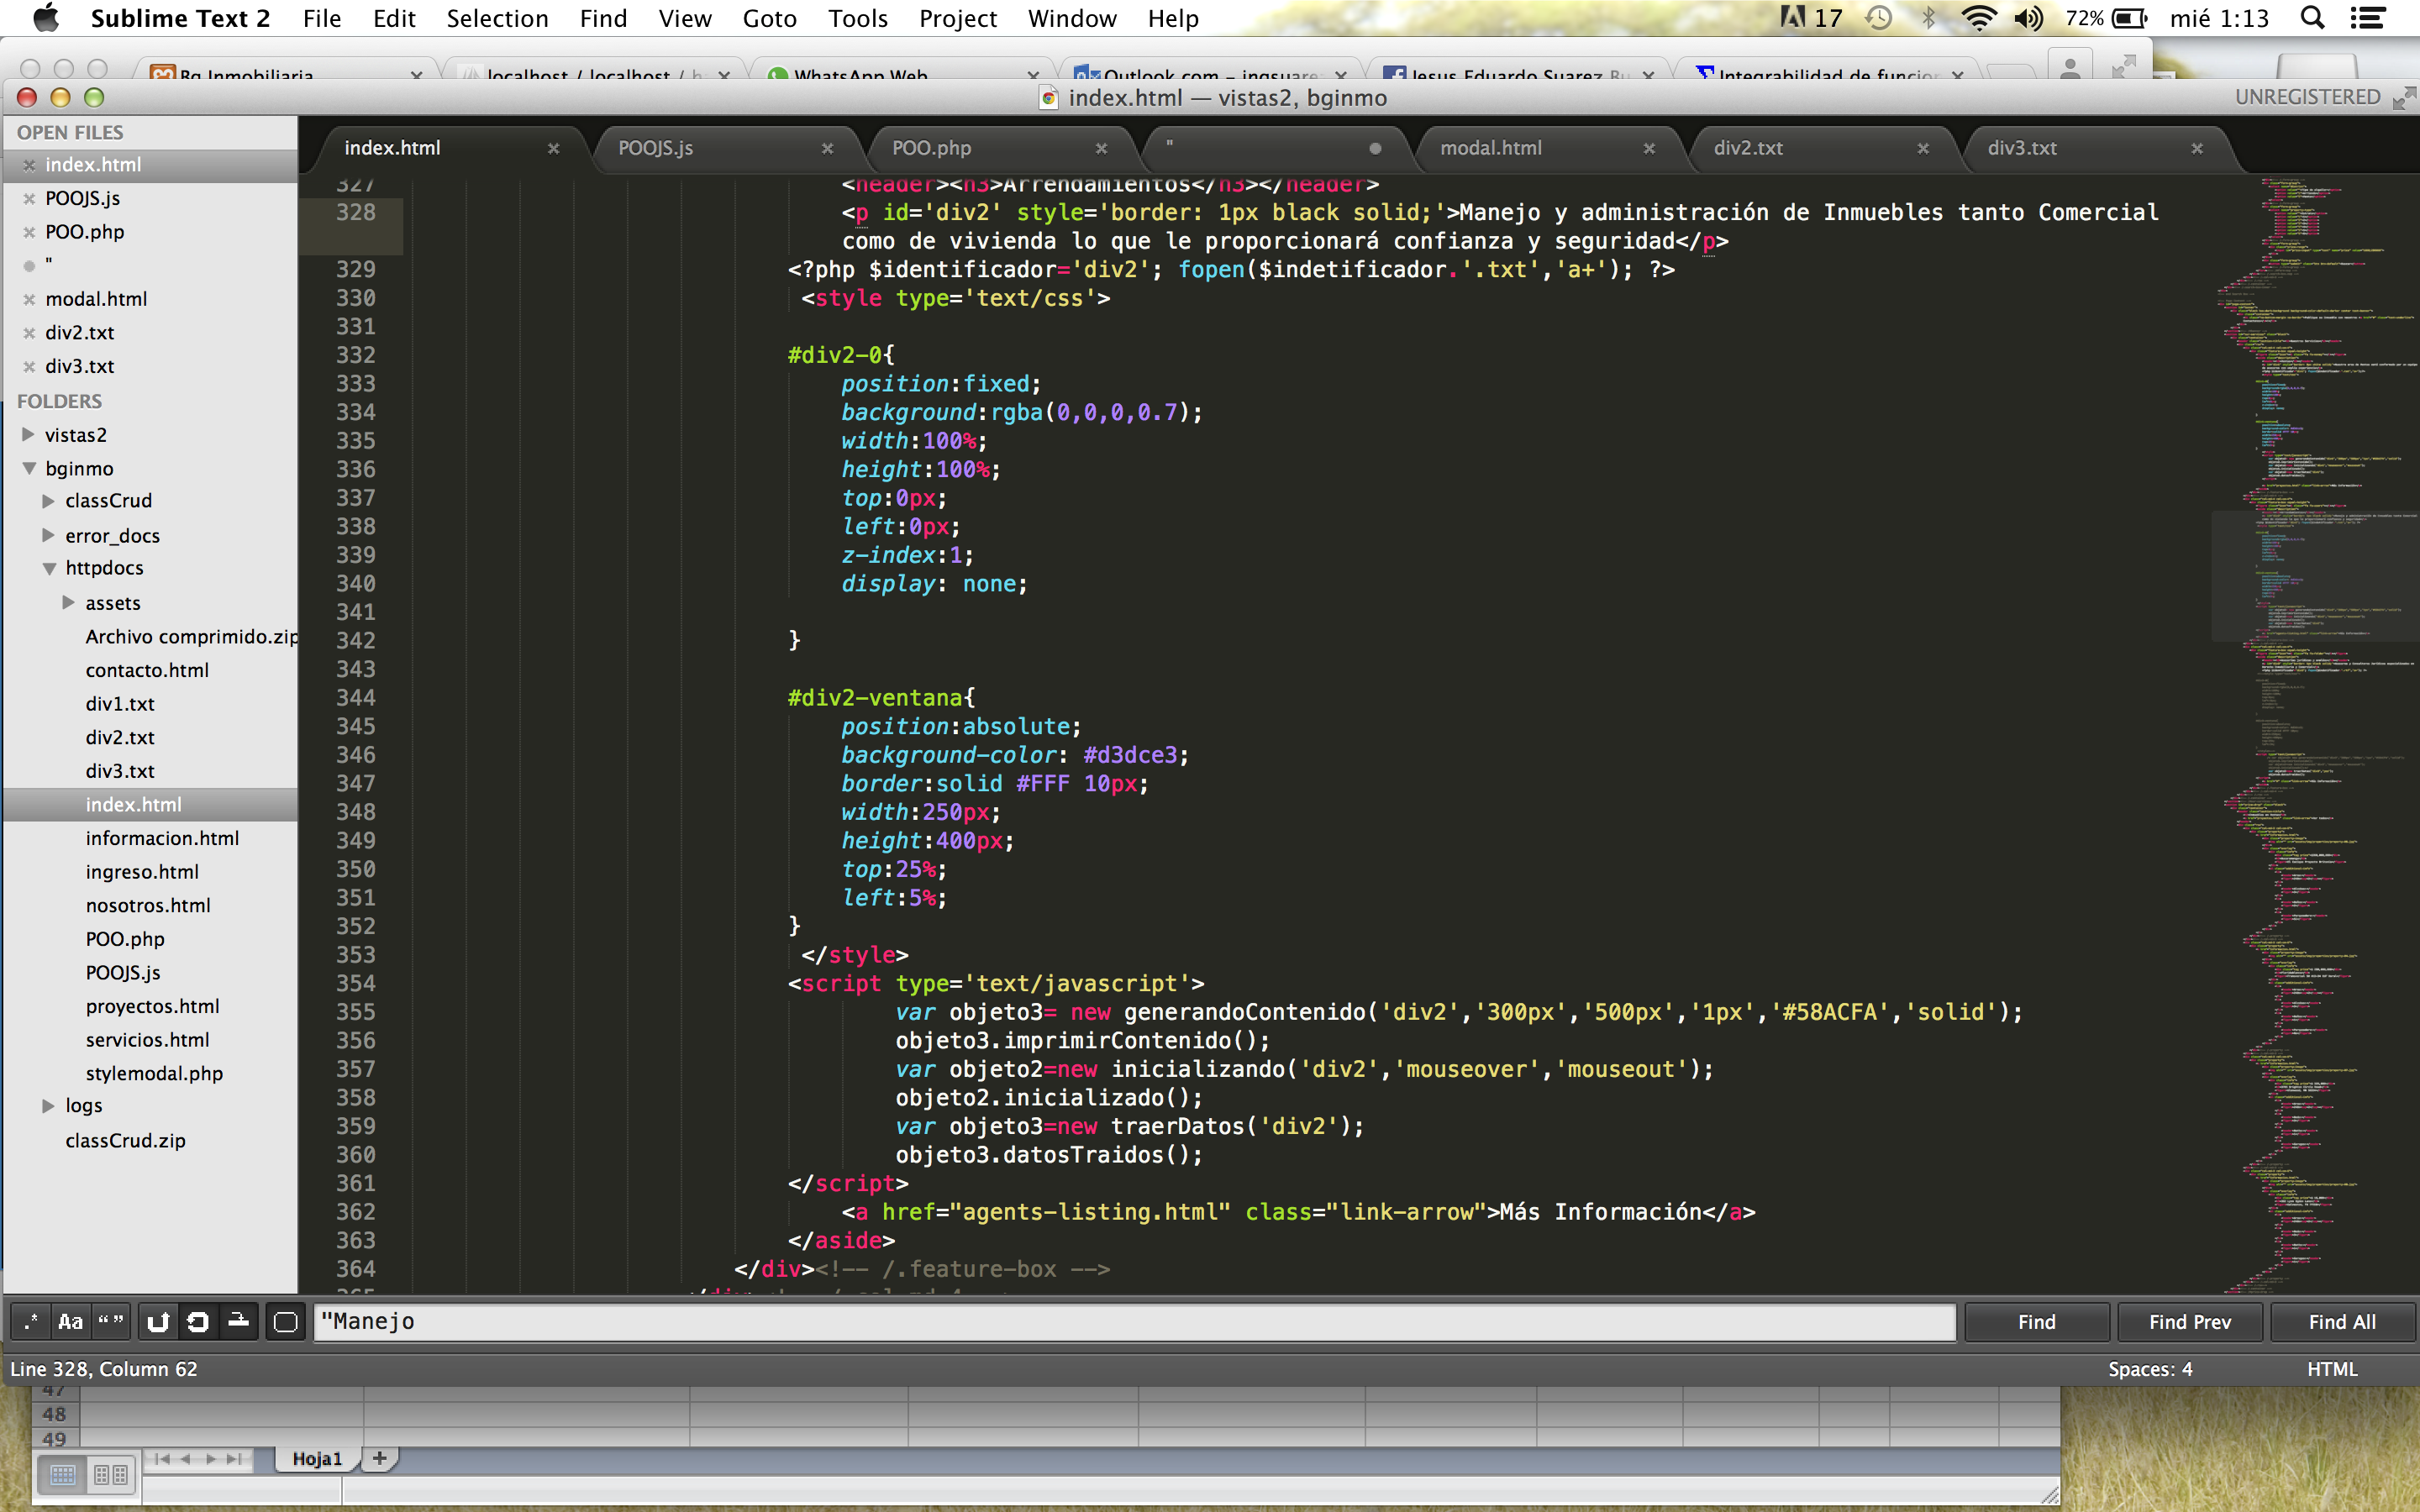 Sublime Text 2 File Edit Selection Find View Goto Tools Project Window Help 17 72% mié 1:13
Bg Inmobiliaria localhost / localhost / WhatsApp Web Outlook.com – ingsuare Jesus Eduardo Suarez Integrabilidad de funcio
index.html — vistas2, bginmo UNREGISTERED
OPEN FILES
index.html
POOJS.js
POO.php
"
modal.html
div2.txt
div3.txt
FOLDERS
vistas2
bginmo
classCrud
error_docs
httpdocs
assets
Archivo comprimido.zip
contacto.html
div1.txt
div2.txt
div3.txt
index.html
informacion.html
ingreso.html
nosotros.html
POO.php
POOJS.js
proyectos.html
servicios.html
stylemodal.php
logs
classCrud.zip
index.html POOJS.js POO.php " modal.html div2.txt div3.txt
327 <header><h3>Arrendamientos</h3></header>
328 <p id='div2' style='border: 1px black solid;'>Manejo y administración de Inmuebles tanto Comercial
como de vivienda lo que le proporcionará confianza y seguridad</p>
329 <?php $identificador='div2'; fopen($indetificador.'.txt','a+'); ?>
330 <style type='text/css'>
331
332 #div2-0{
333 position:fixed;
334 background:rgba(0,0,0,0.7);
335 width:100%;
336 height:100%;
337 top:0px;
338 left:0px;
339 z-index:1;
340 display: none;
341
342 }
343
344 #div2-ventana{
345 position:absolute;
346 background-color: #d3dce3;
347 border:solid #FFF 10px;
348 width:250px;
349 height:400px;
350 top:25%;
351 left:5%;
352 }
353 </style>
354 <script type='text/javascript'>
355 var objeto3= new generandoContenido('div2','300px','500px','1px','#58ACFA','solid');
356 objeto3.imprimirContenido();
357 var objeto2=new inicializando('div2','mouseover','mouseout');
358 objeto2.inicializado();
359 var objeto3=new traerDatos('div2');
360 objeto3.datosTraidos();
361 </script>
362 <a href="agents-listing.html" class="link-arrow">Más Información</a>
363 </aside>
364 </div><!-- /.feature-box -->
365
.* Aa “ ” "Manejo Find Find Prev Find All
Line 328, Column 62 Spaces: 4 HTML
47
48
49
Hoja1 +